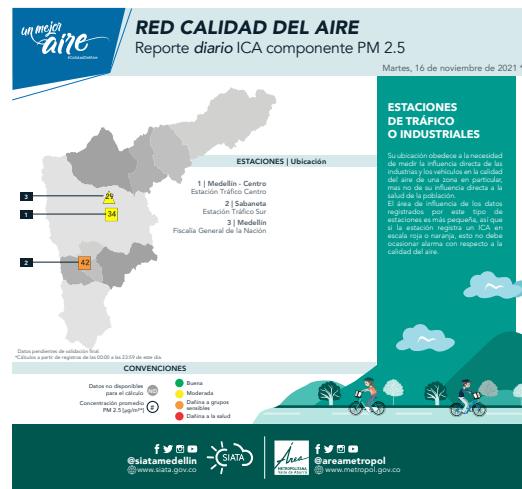 un mejor
aire
#CalidadDelAire
RED CALIDAD DEL AIRE
Reporte diario ICA componente PM 2.5
Martes, 16 de noviembre de 2021 *
ESTACIONES | Ubicación
1 | Medellín - Centro
Estación Tráfico Centro
2 | Sabaneta
Estación Tráfico Sur
3 | Medellín
Fiscalía General de la Nación
3
1
34
2
42
ESTACIONES
DE TRÁFICO
O INDUSTRIALES
Su ubicación obedece a la necesidad
de medir la influencia directa de las
industrias y los vehículos en la calidad
del aire de una zona en particular,
mas no de su influencia directa a la
salud de la población.
El área de influencia de los datos
registrados por este tipo de
estaciones es más pequeña, así que
si la estación registra un ICA en
escala roja o naranja, esto no debe
ocasionar alarma con respecto a la
calidad del aire.
Datos pendientes de validación final.
*Cálculos a partir de registros de las 00:00 a las 23:59 de este día.
CONVENCIONES
Datos no disponibles
para el cálculo
ND
Concentración promedio
PM 2.5 [µg/m³*]
#
Buena
Moderada
Dañina a grupos
sensibles
Dañina a la salud
@siatamedellin
www.siata.gov.co
SIATA
Área
METROPOLITANA
Valle de Aburrá
@areametropol
www.metropol.gov.co